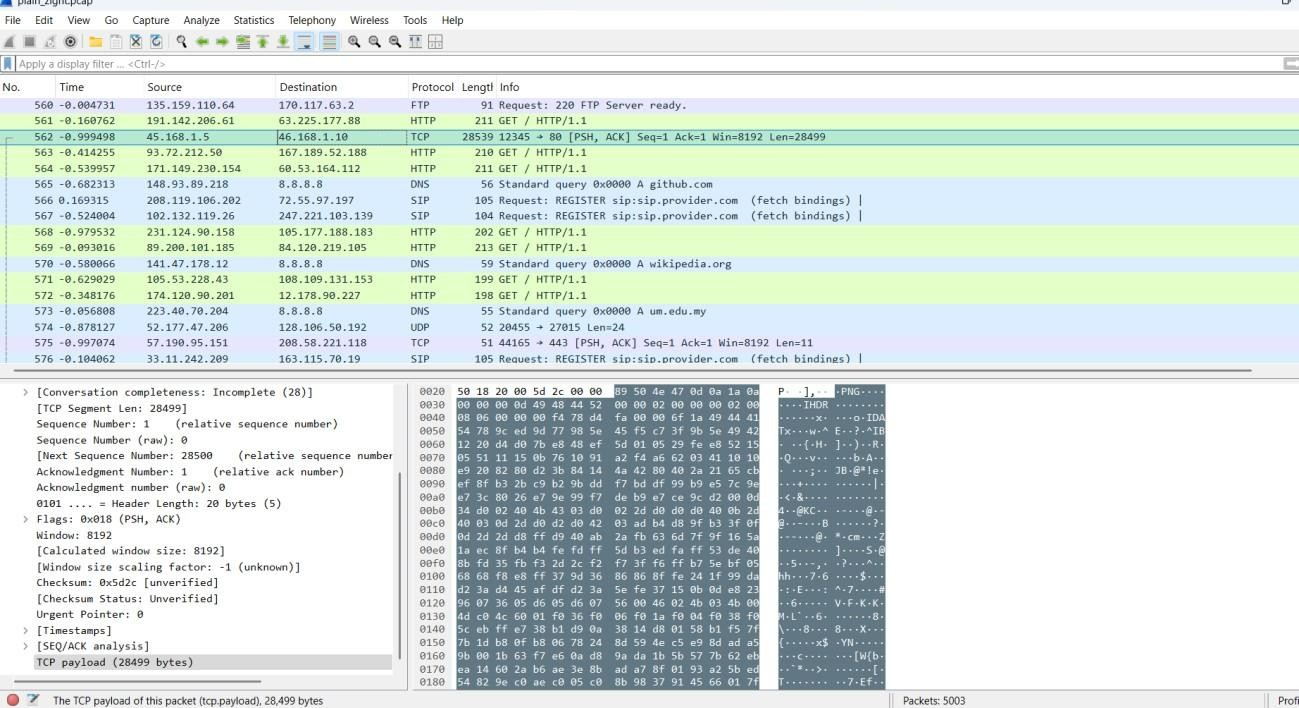 plain_zight.pcap
File Edit View Go Capture Analyze Statistics Telephony Wireless Tools Help
Apply a display filter ... <Ctrl-/>
No. Time Source Destination Protocol Length Info
560 -0.004731 135.159.110.64 170.117.63.2 FTP 91 Request: 220 FTP Server ready.
561 -0.160762 191.142.206.61 63.225.177.88 HTTP 211 GET / HTTP/1.1
562 -0.999498 45.168.1.5 46.168.1.10 TCP 28539 12345 → 80 [PSH, ACK] Seq=1 Ack=1 Win=8192 Len=28499
563 -0.414255 93.72.212.50 167.189.52.188 HTTP 210 GET / HTTP/1.1
564 -0.539957 171.149.230.154 60.53.164.112 HTTP 211 GET / HTTP/1.1
565 -0.682313 148.93.89.218 8.8.8.8 DNS 56 Standard query 0x0000 A github.com
566 0.169315 208.119.106.202 72.55.97.197 SIP 105 Request: REGISTER sip:sip.provider.com (fetch bindings) |
567 -0.524004 102.132.119.26 247.221.103.139 SIP 104 Request: REGISTER sip:sip.provider.com (fetch bindings) |
568 -0.979532 231.124.90.158 105.177.188.183 HTTP 202 GET / HTTP/1.1
569 -0.093016 89.200.101.185 84.120.219.105 HTTP 213 GET / HTTP/1.1
570 -0.580066 141.47.178.12 8.8.8.8 DNS 59 Standard query 0x0000 A wikipedia.org
571 -0.629029 105.53.228.43 108.109.131.153 HTTP 199 GET / HTTP/1.1
572 -0.348176 174.120.90.201 12.178.90.227 HTTP 198 GET / HTTP/1.1
573 -0.056808 223.40.70.204 8.8.8.8 DNS 55 Standard query 0x0000 A um.edu.my
574 -0.878127 52.177.47.206 128.106.50.192 UDP 52 20455 → 27015 Len=24
575 -0.997074 57.190.95.151 208.58.221.118 TCP 51 44165 → 443 [PSH, ACK] Seq=1 Ack=1 Win=8192 Len=11
576 -0.104062 33.11.242.209 163.115.70.19 SIP 105 Request: REGISTER sip:sip.provider.com (fetch bindings) |
[Conversation completeness: Incomplete (28)]
[TCP Segment Len: 28499]
Sequence Number: 1 (relative sequence number)
Sequence Number (raw): 0
[Next Sequence Number: 28500 (relative sequence number
Acknowledgment Number: 1 (relative ack number)
Acknowledgment number (raw): 0
0101 .... = Header Length: 20 bytes (5)
Flags: 0x018 (PSH, ACK)
Window: 8192
[Calculated window size: 8192]
[Window size scaling factor: -1 (unknown)]
Checksum: 0x5d2c [unverified]
[Checksum Status: Unverified]
Urgent Pointer: 0
[Timestamps]
[SEQ/ACK analysis]
TCP payload (28499 bytes)
0020 50 18 20 00 5d 2c 00 00 89 50 4e 47 0d 0a 1a 0a P· ·],·· ·PNG····
0030 00 00 00 0d 49 48 44 52 00 00 02 00 00 00 02 00 ····IHDR ········
0040 08 06 00 00 00 f4 78 d4 fa 00 00 6f 1a 49 44 41 ······x· ···o·IDA
0050 54 78 9c ed 9d 77 98 5e 45 f5 c7 3f 9b 5e 49 42
0060 12 20 d4 d0 7b e8 48 ef 5d 01 05 29 fe e8 52 15
0070 05 51 11 15 0b 76 10 91 a2 f4 a6 62 03 41 10 10
0080 e9 20 82 80 d2 3b 84 14 4a 42 80 40 2a 21 65 cb
0090 ef 8f b3 2b c9 b2 9b dd f7 bd df 99 b9 e5 7c 9e
00a0 e7 3c 80 26 e7 9e 99 f7 de b9 e7 ce 9c d2 00 0d
00b0 34 d0 02 40 4b 43 03 d0 02 2d d0 d0 d0 40 0b 2d
00c0 40 03 0d 2d d0 d2 d0 42 03 ad b4 d8 9f b3 3f 0f
00d0 0d 2d 2d d8 ff d9 40 ab 2a fb 63 6d 7f 9f 16 5a
00e0 1a ec 8f b4 b4 fe fd ff 5d b3 ed fa ff 53 de 40
00f0 8b fd 35 fb f3 2d 2c f2 f7 3f f6 ff b7 5e bf 05
0100 68 68 f8 e8 ff 37 9d 36 86 86 8f fe 24 1f 99 da
0110 d2 3a d4 45 af df d2 3a 5e fe 37 15 0b 0d e8 23
0120 96 07 36 05 d6 05 d6 07 56 00 46 02 4b 03 4b 00
0130 4d c0 4c 60 01 f0 36 f0 06 f0 1a f0 04 f0 38 f0
0140 5c eb ff e7 38 b1 d9 0a 38 14 d8 01 58 b1 f5 7f
0150 7b 1d b8 0f b8 06 78 24 8d 59 4e c5 e9 8d ad a5
0160 9b 00 1b 63 f7 e6 0a d8 9a da 1b 5b 57 7b 62 eb
0170 ea 14 60 2a b6 ae 3e 8b ad a7 8f 01 93 a2 5b ed
0180 54 82 9e c0 ae c0 05 c0 8b 98 37 91 45 66 01 7f
The TCP payload of this packet (tcp.payload), 28,499 bytes
Packets: 5003
Profi